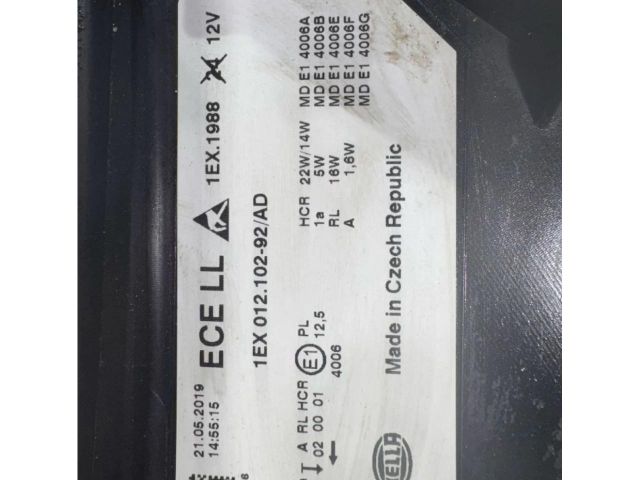 21.05.2019
14:55:15
ECE LL 1EX.1988 24 12V
1EX 012.102-92/AD
A RL HCR PL HCR 22W/14W MD E1 4006A
02 00 01 E1 12,5 1a 5W MD E1 4006B
4006 RL 16W MD E1 4006E
A 1,6W MD E1 4006F
MD E1 4006G
HELLA Made in Czech Republic